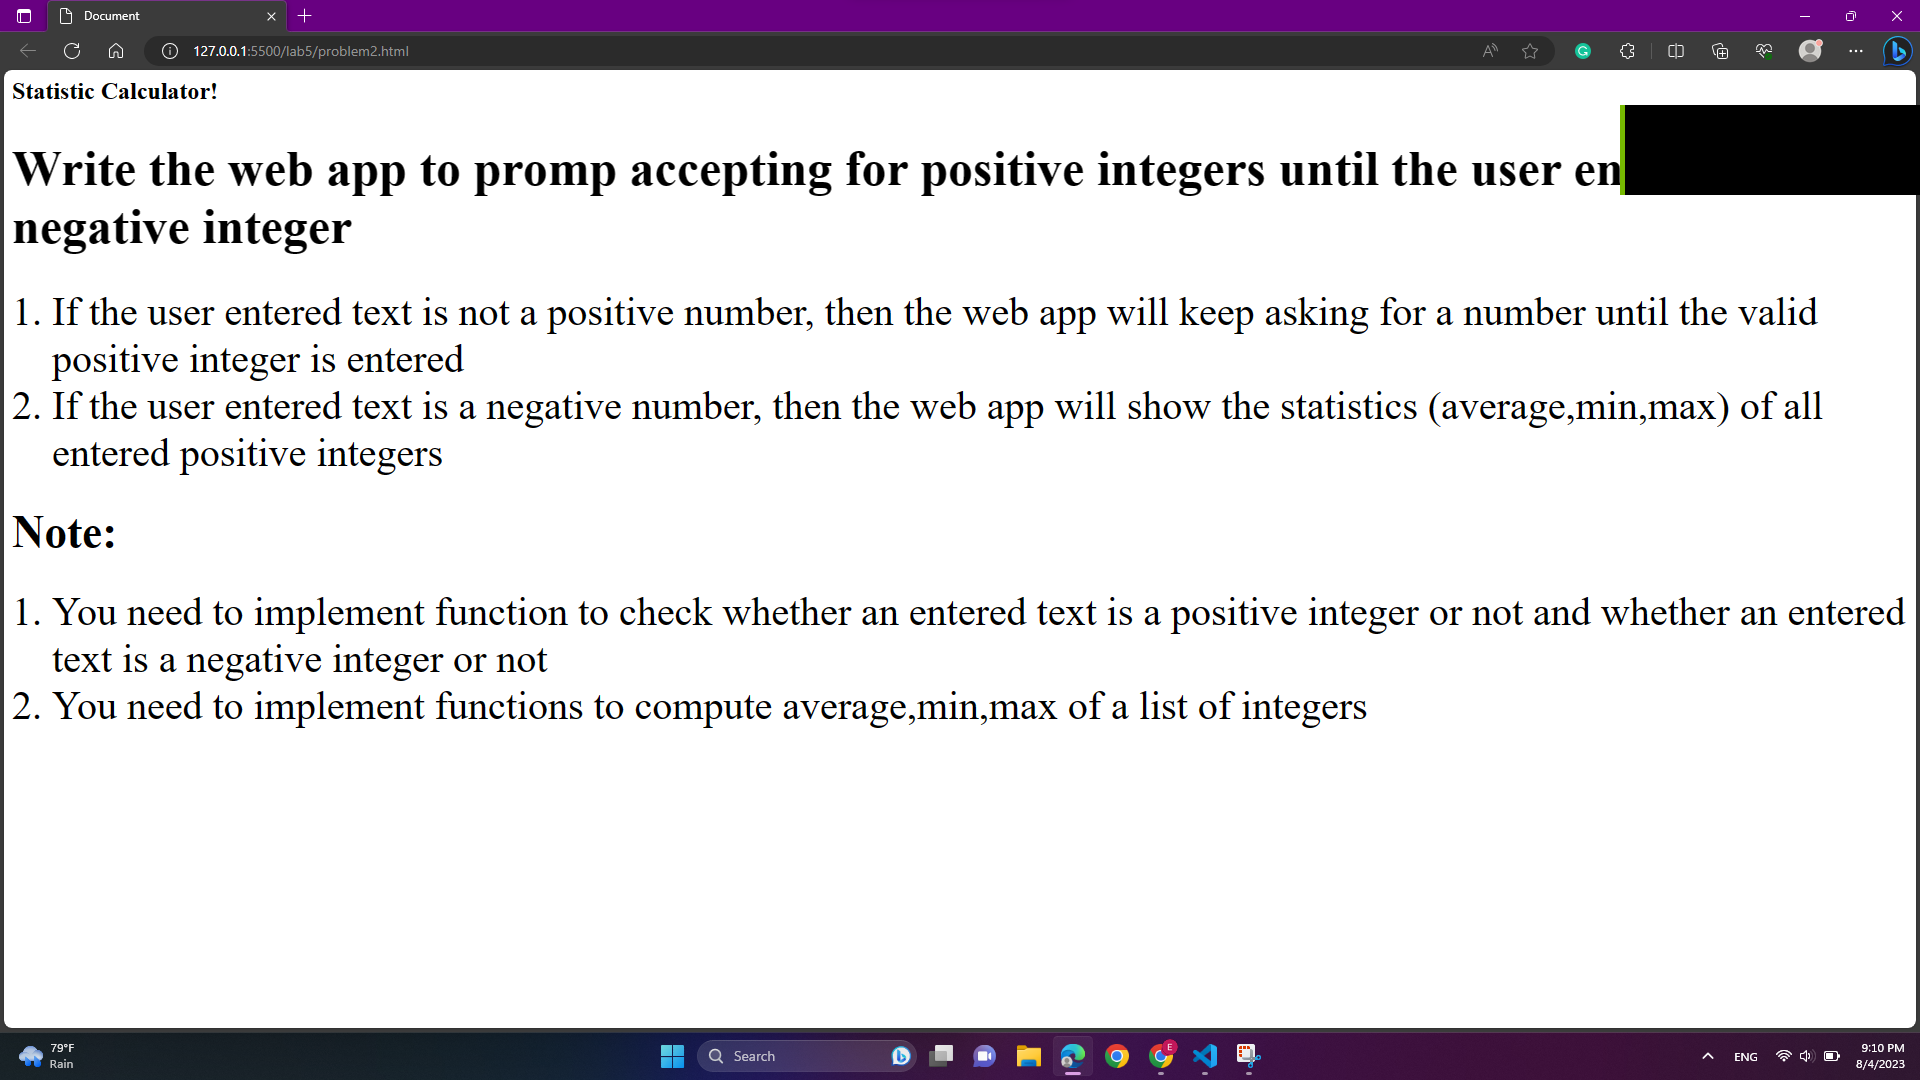 Document
127.0.0.1:5500/lab5/problem2.html
Statistic Calculator!
Write the web app to promp accepting for positive integers until the user
negative integer
1. If the user entered text is not a positive number, then the web app will keep asking for a number until the valid
positive integer is entered
2. If the user entered text is a negative number, then the web app will show the statistics (average,min,max) of all
entered positive integers
Note:
1. You need to implement function to check whether an entered text is a positive integer or not and whether an entered
text is a negative integer or not
2. You need to implement functions to compute average,min,max of a list of integers
79°F
Rain
Search
E
ENG
9:10 PM
8/4/2023